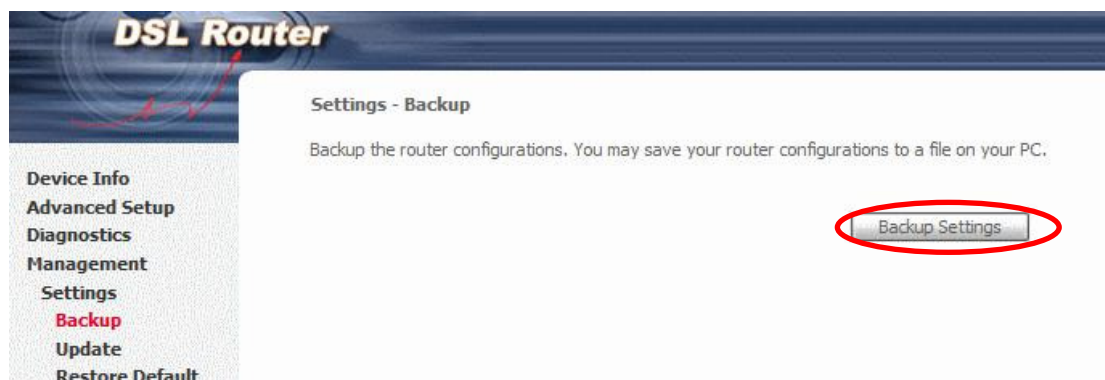 DSL Router
Settings - Backup
Backup the router configurations. You may save your router configurations to a file on your PC.
Backup Settings
Device Info
Advanced Setup
Diagnostics
Management
Settings
Backup
Update
Restore Default